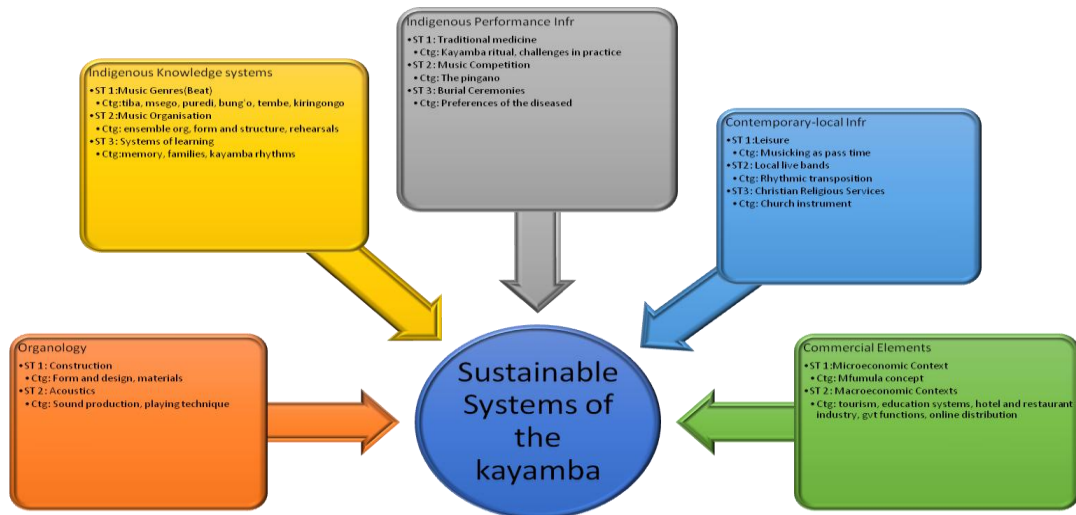 Indigenous Knowledge systems
•ST 1:Music Genres(Beat)
•Ctg:tiba, msego, puredi, bung'o, tembe, kiringongo
•ST 2:Music Organisation
•Ctg: ensemble org, form and structure, rehearsals
•ST 3: Systems of learning
•Ctg:memory, families, kayamba rhythms
Indigenous Performance Infr
•ST 1: Traditional medicine
•Ctg: Kayamba ritual, challenges in practice
•ST 2: Music Competition
•Ctg: The pingano
•ST 3: Burial Ceremonies
•Ctg: Preferences of the diseased
Contemporary-local Infr
•ST 1:Leisure
•Ctg: Musicking as pass time
•ST2: Local live bands
•Ctg: Rhythmic transposition
•ST3: Christian Religious Services
•Ctg: Church instrument
Organology
•ST 1: Construction
•Ctg: Form and design, materials
•ST 2: Acoustics
•Ctg: Sound production, playing technique
Sustainable
Systems of
the
kayamba
Commercial Elements
•ST 1:Microeconomic Context
•Ctg: Mfumula concept
•ST 2: Macroeconomic Contexts
•Ctg: tourism, education systems, hotel and restaurant
industry, gvt functions, online distribution